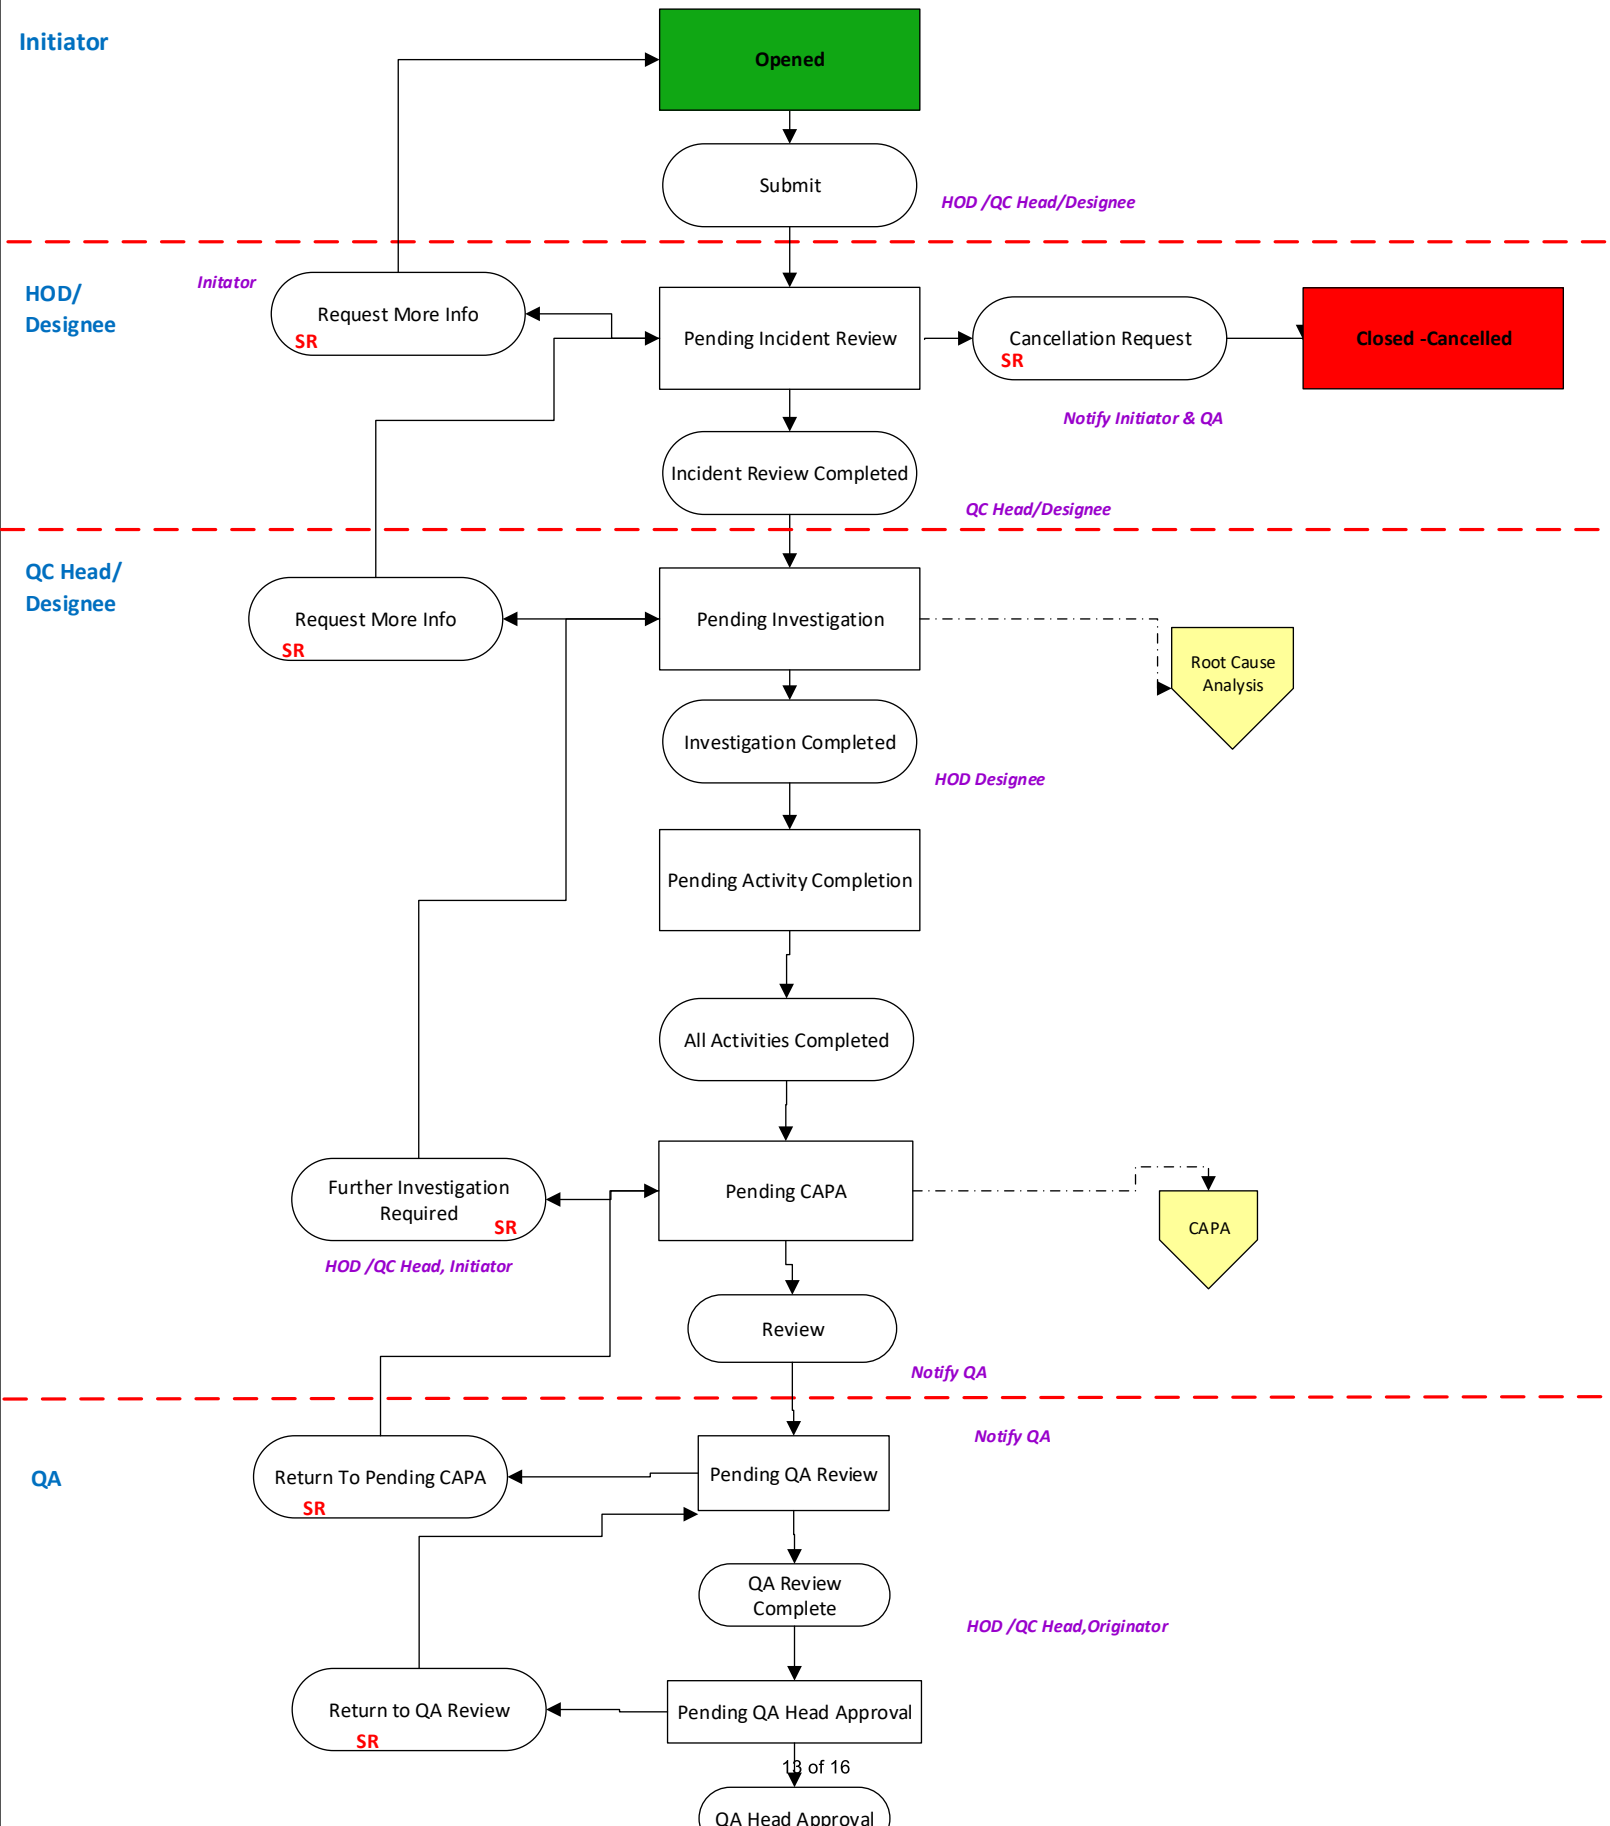 Initiator
Opened
Submit
HOD /QC Head/Designee
HOD/
Designee
Initator
Request More Info
SR
Pending Incident Review
Cancellation Request
SR
Closed -Cancelled
Notify Initiator & QA
Incident Review Completed
QC Head/Designee
QC Head/
Designee
Request More Info
SR
Pending Investigation
Root Cause
Analysis
Investigation Completed
HOD Designee
Pending Activity Completion
All Activities Completed
Further Investigation
Required
SR
Pending CAPA
CAPA
HOD /QC Head, Initiator
Review
Notify QA
Notify QA
QA
Return To Pending CAPA
SR
Pending QA Review
QA Review
Complete
HOD /QC Head,Originator
Return to QA Review
SR
Pending QA Head Approval
13 of 16
QA Head Approval